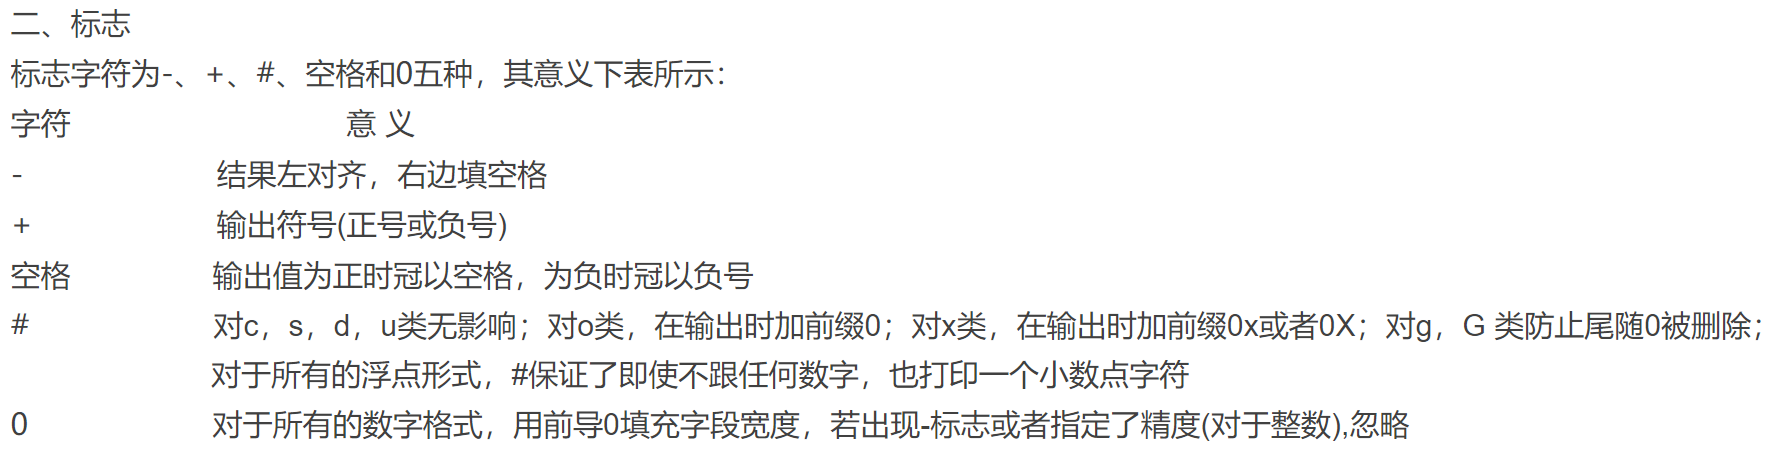 二、标志
标志字符为-、+、#、空格和0五种，其意义下表所示：
字符 意 义
- 结果左对齐，右边填空格
+ 输出符号(正号或负号)
空格 输出值为正时冠以空格，为负时冠以负号
# 对c，s，d，u类无影响；对o类，在输出时加前缀0；对x类，在输出时加前缀0x或者0X；对g，G 类防止尾随0被删除；
对于所有的浮点形式，#保证了即使不跟任何数字，也打印一个小数点字符
0 对于所有的数字格式，用前导0填充字段宽度，若出现-标志或者指定了精度(对于整数),忽略